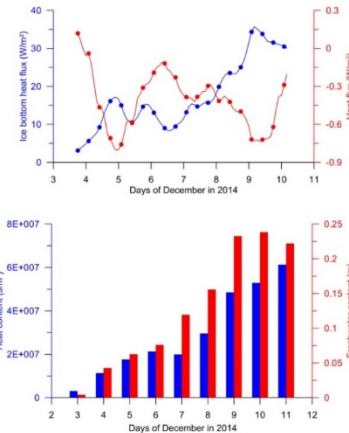 40
30
20
10
0
Ice bottom heat flux (W/m²)
0.3
0
-0.3
-0.6
-0.9
3 4 5 6 7 8 9 10 11
Days of December in 2014
8E+007
6E+007
4E+007
2E+007
0
0.25
0.2
0.15
0.1
0.05
0
2 3 4 5 6 7 8 9 10 11 12
Days of December in 2014